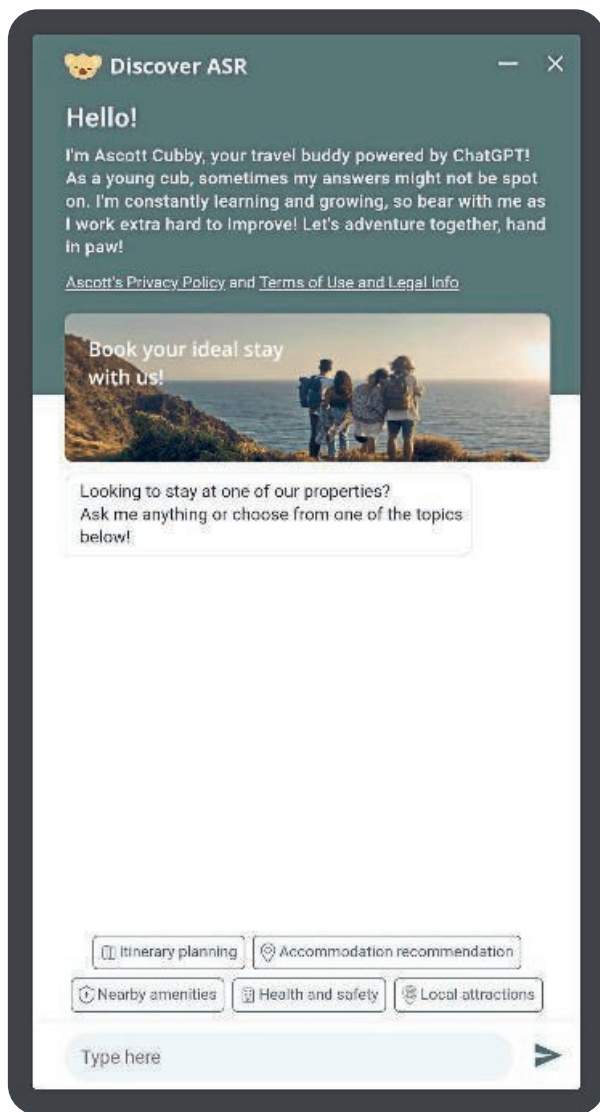 Discover ASR
Hello!
I'm Ascott Cubby, your travel buddy powered by ChatGPT!
As a young cub, sometimes my answers might not be spot
on. I'm constantly learning and growing, so bear with me as
I work extra hard to improve! Let's adventure together, hand
in paw!
Ascott's Privacy Policy and Terms of Use and Legal Info
Book your ideal stay
with us!
Looking to stay at one of our properties?
Ask me anything or choose from one of the topics
below!
Itinerary planning
Accommodation recommendation
Nearby amenities
Health and safety
Local attractions
Type here